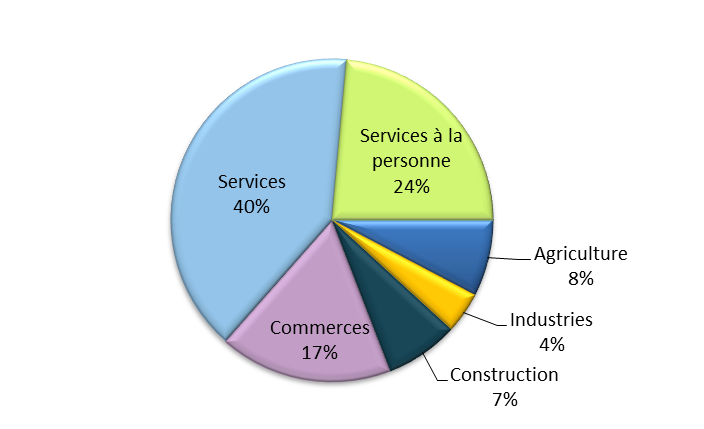 Services à la
personne
24%
Services
40%
Agriculture
8%
Industries
4%
Commerces
17%
Construction
7%